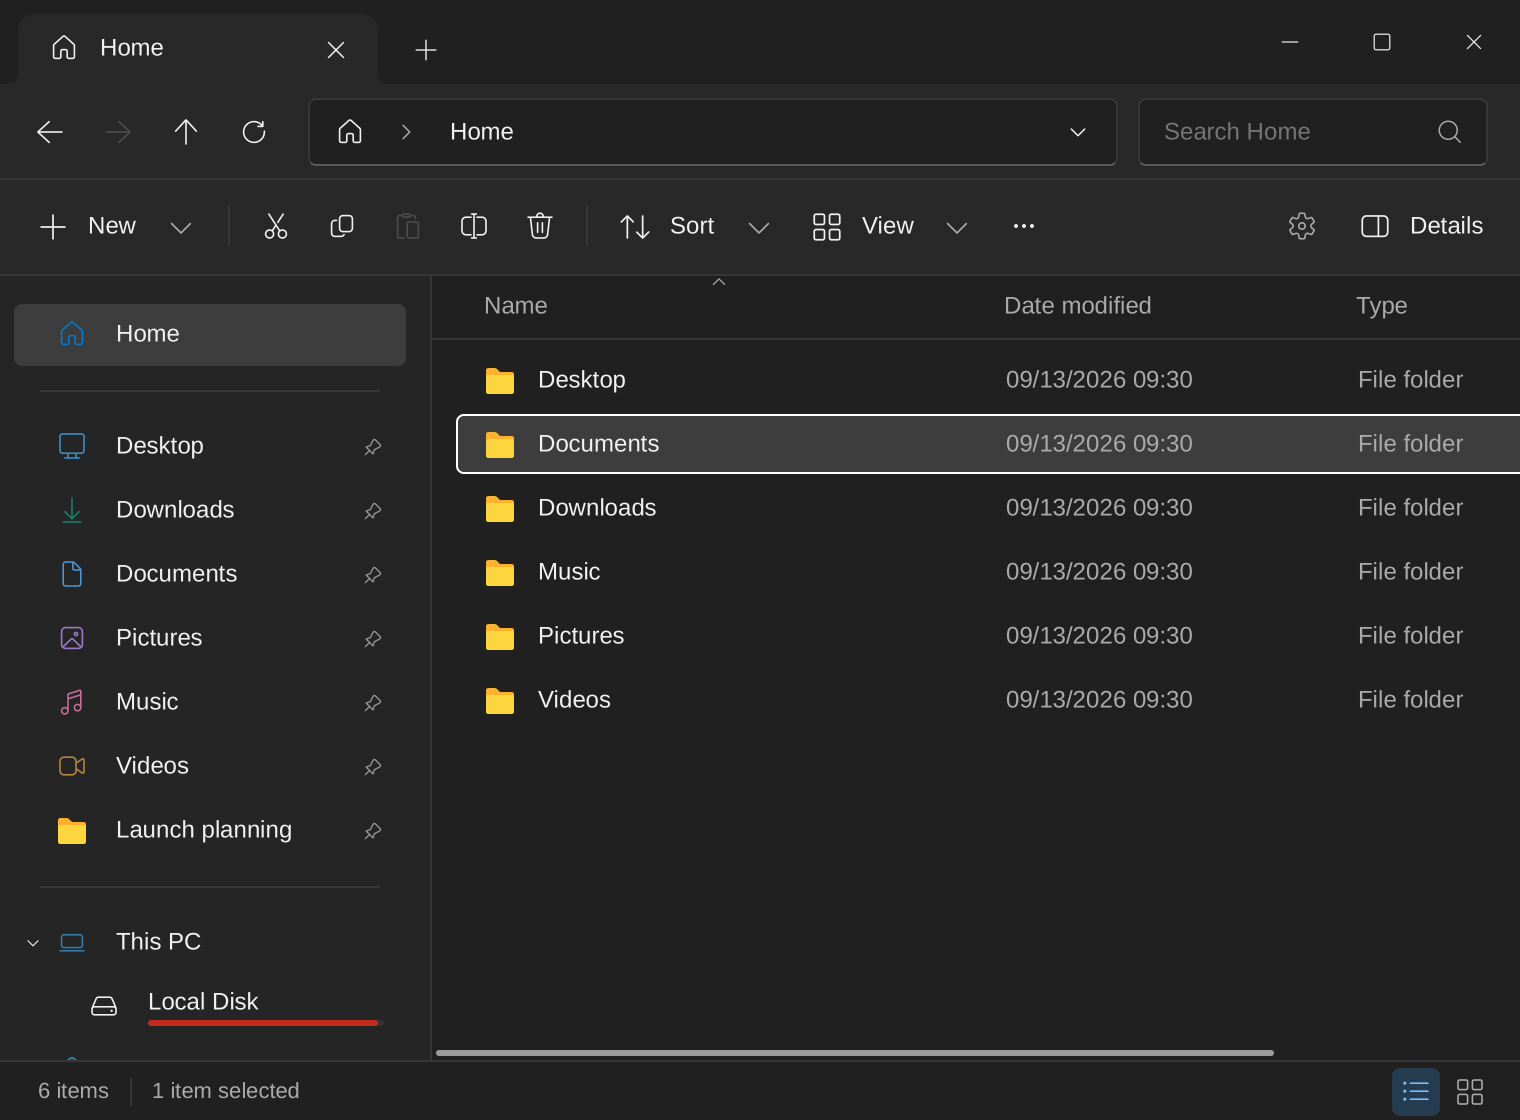 Home
Home
Search Home
New
Sort
View
Details
Home
Desktop
Downloads
Documents
Pictures
Music
Videos
Launch planning
This PC
Local Disk
Name Date modified Type
Desktop 09/13/2026 09:30 File folder
Documents 09/13/2026 09:30 File folder
Downloads 09/13/2026 09:30 File folder
Music 09/13/2026 09:30 File folder
Pictures 09/13/2026 09:30 File folder
Videos 09/13/2026 09:30 File folder
6 items
1 item selected